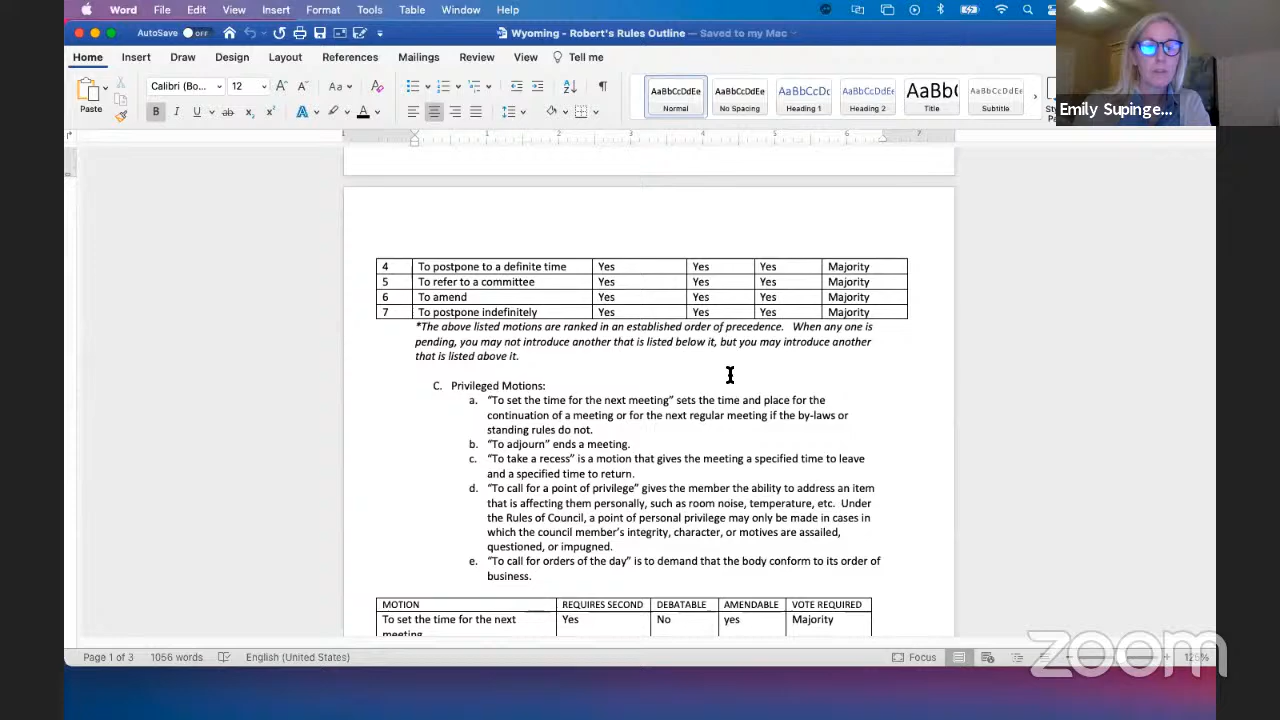 Word File Edit View Insert Format Tools Table Window Help
AutoSave OFF Wyoming - Robert's Rules Outline — Saved to my Mac
Home Insert Draw Design Layout References Mailings Review View Tell me
Paste Calibri (Bo... 12 Aa
B I U ab A A
AaBbCcDdEe AaBbCcDdEe AaBbCcDc AaBbCcDdEe AaBbC AaBbCcDdEe
Normal No Spacing Heading 1 Heading 2 Title Subtitle
Emily Supinge...
1 1 2 3 4 5 6 7
4 To postpone to a definite time Yes Yes Yes Majority
5 To refer to a committee Yes Yes Yes Majority
6 To amend Yes Yes Yes Majority
7 To postpone indefinitely Yes Yes Yes Majority
*The above listed motions are ranked in an established order of precedence. When any one is
pending, you may not introduce another that is listed below it, but you may introduce another
that is listed above it.
C. Privileged Motions:
a. "To set the time for the next meeting" sets the time and place for the
continuation of a meeting or for the next regular meeting if the by-laws or
standing rules do not.
b. "To adjourn" ends a meeting.
c. "To take a recess" is a motion that gives the meeting a specified time to leave
and a specified time to return.
d. "To call for a point of privilege" gives the member the ability to address an item
that is affecting them personally, such as room noise, temperature, etc. Under
the Rules of Council, a point of personal privilege may only be made in cases in
which the council member's integrity, character, or motives are assailed,
questioned, or impugned.
e. "To call for orders of the day" is to demand that the body conform to its order of
business.
MOTION REQUIRES SECOND DEBATABLE AMENDABLE VOTE REQUIRED
To set the time for the next Yes No yes Majority
meeting
Page 1 of 3 1056 words English (United States) Focus 126%
zoom